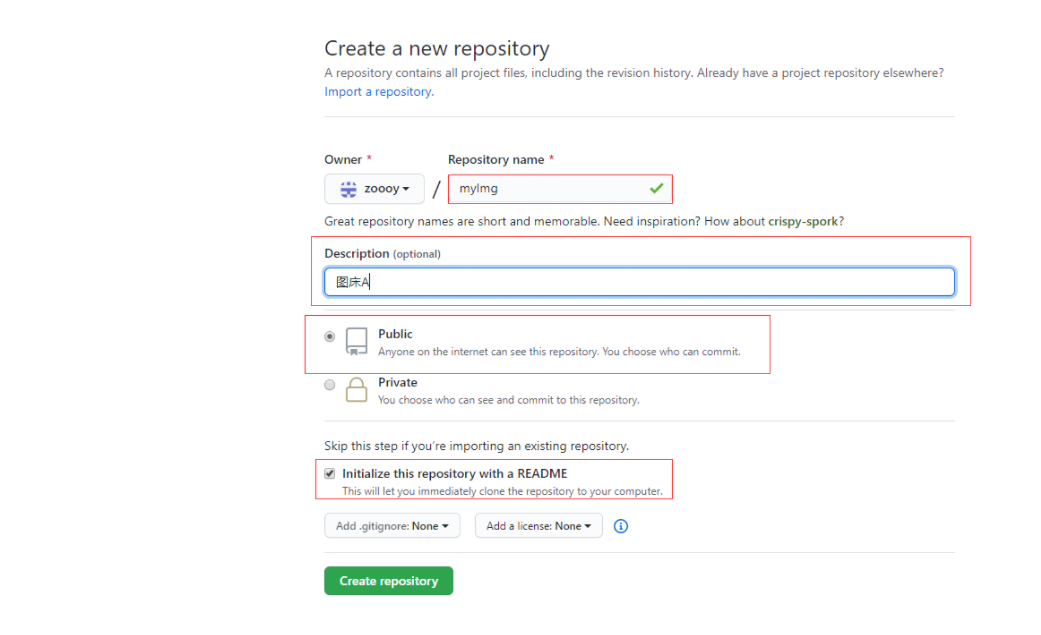 Create a new repository
A repository contains all project files, including the revision history. Already have a project repository elsewhere?
Import a repository.
Owner * Repository name *
zoooy / myImg
Great repository names are short and memorable. Need inspiration? How about crispy-spork?
Description (optional)
图床A
Public
Anyone on the internet can see this repository. You choose who can commit.
Private
You choose who can see and commit to this repository.
Skip this step if you're importing an existing repository.
Initialize this repository with a README
This will let you immediately clone the repository to your computer.
Add .gitignore: None Add a license: None
Create repository